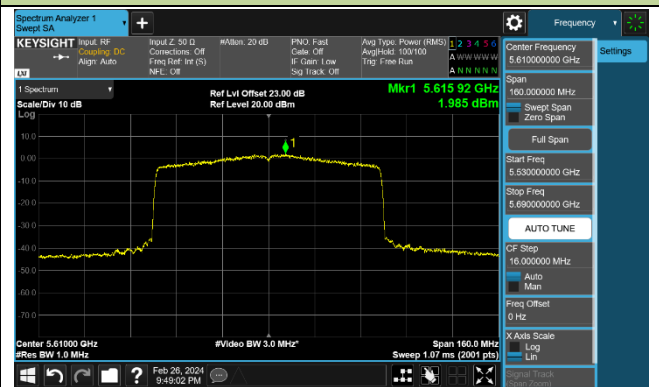 Spectrum Analyzer 1
Swept SA
Frequency
KEYSIGHT
Input: RF
Coupling: DC
Align: Auto
Input Z: 50 Ω
Corrections: Off
Freq Ref: Int (S)
NFE: Off
#Atten: 20 dB
PNO: Fast
Gate: Off
IF Gain: Low
Sig Track: Off
Avg Type: Power (RMS)
Avg|Hold: 100/100
Trig: Free Run
1 2 3 4 5 6
A W W W W W
A N N N N N
LXI
1 Spectrum
Scale/Div 10 dB
Log
Ref Lvl Offset 23.00 dB
Ref Level 20.00 dBm
Mkr1 5.615 92 GHz
1.985 dBm
1
10.0
0.00
-10.0
-20.0
-30.0
-40.0
-50.0
-60.0
-70.0
Center 5.61000 GHz
#Res BW 1.0 MHz
#Video BW 3.0 MHz*
Span 160.0 MHz
Sweep 1.07 ms (2001 pts)
Feb 26, 2024
9:49:02 PM
Center Frequency
5.610000000 GHz
Span
160.000000 MHz
Swept Span
Zero Span
Full Span
Start Freq
5.530000000 GHz
Stop Freq
5.690000000 GHz
AUTO TUNE
CF Step
16.000000 MHz
Auto
Man
Freq Offset
0 Hz
X Axis Scale
Log
Lin
Signal Track
(Span Zoom)
Settings